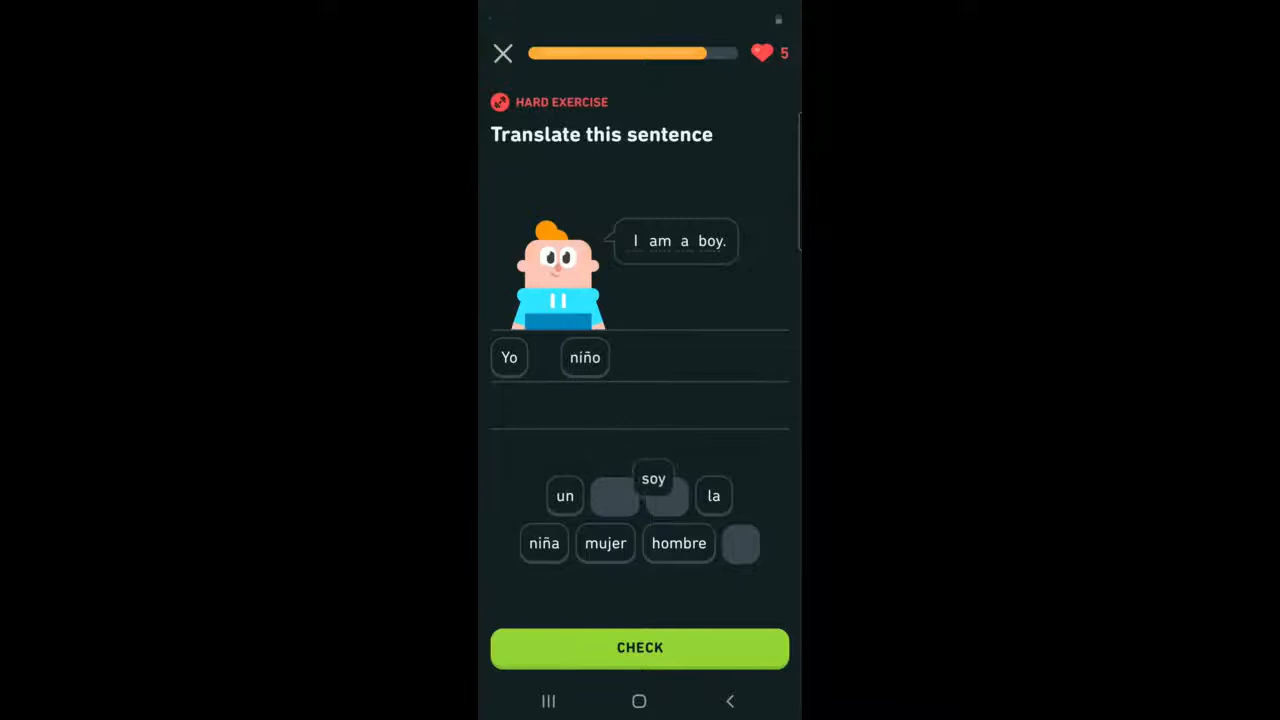 5
HARD EXERCISE
Translate this sentence
I am a boy.
Yo niño
soy
un la
niña mujer hombre
CHECK